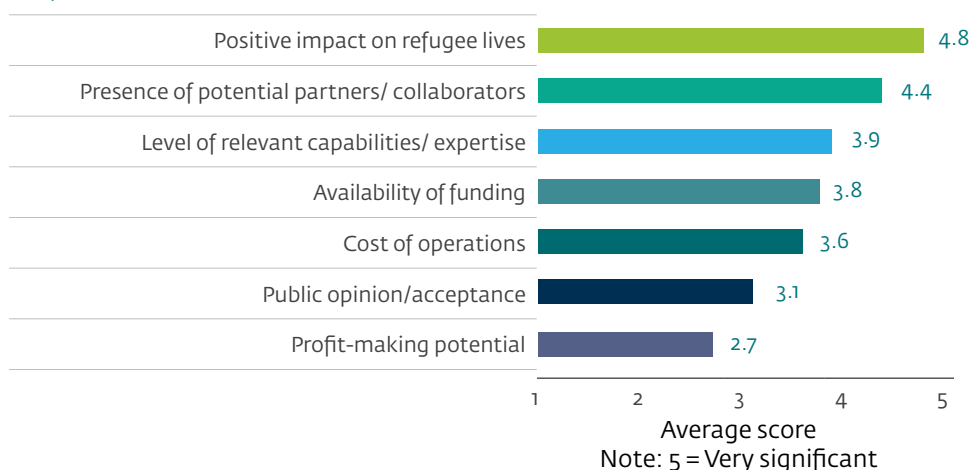 Positive impact on refugee lives 4.8
Presence of potential partners/ collaborators 4.4
Level of relevant capabilities/ expertise 3.9
Availability of funding 3.8
Cost of operations 3.6
Public opinion/acceptance 3.1
Profit-making potential 2.7
1 2 3 4 5
Average score
Note: 5 = Very significant